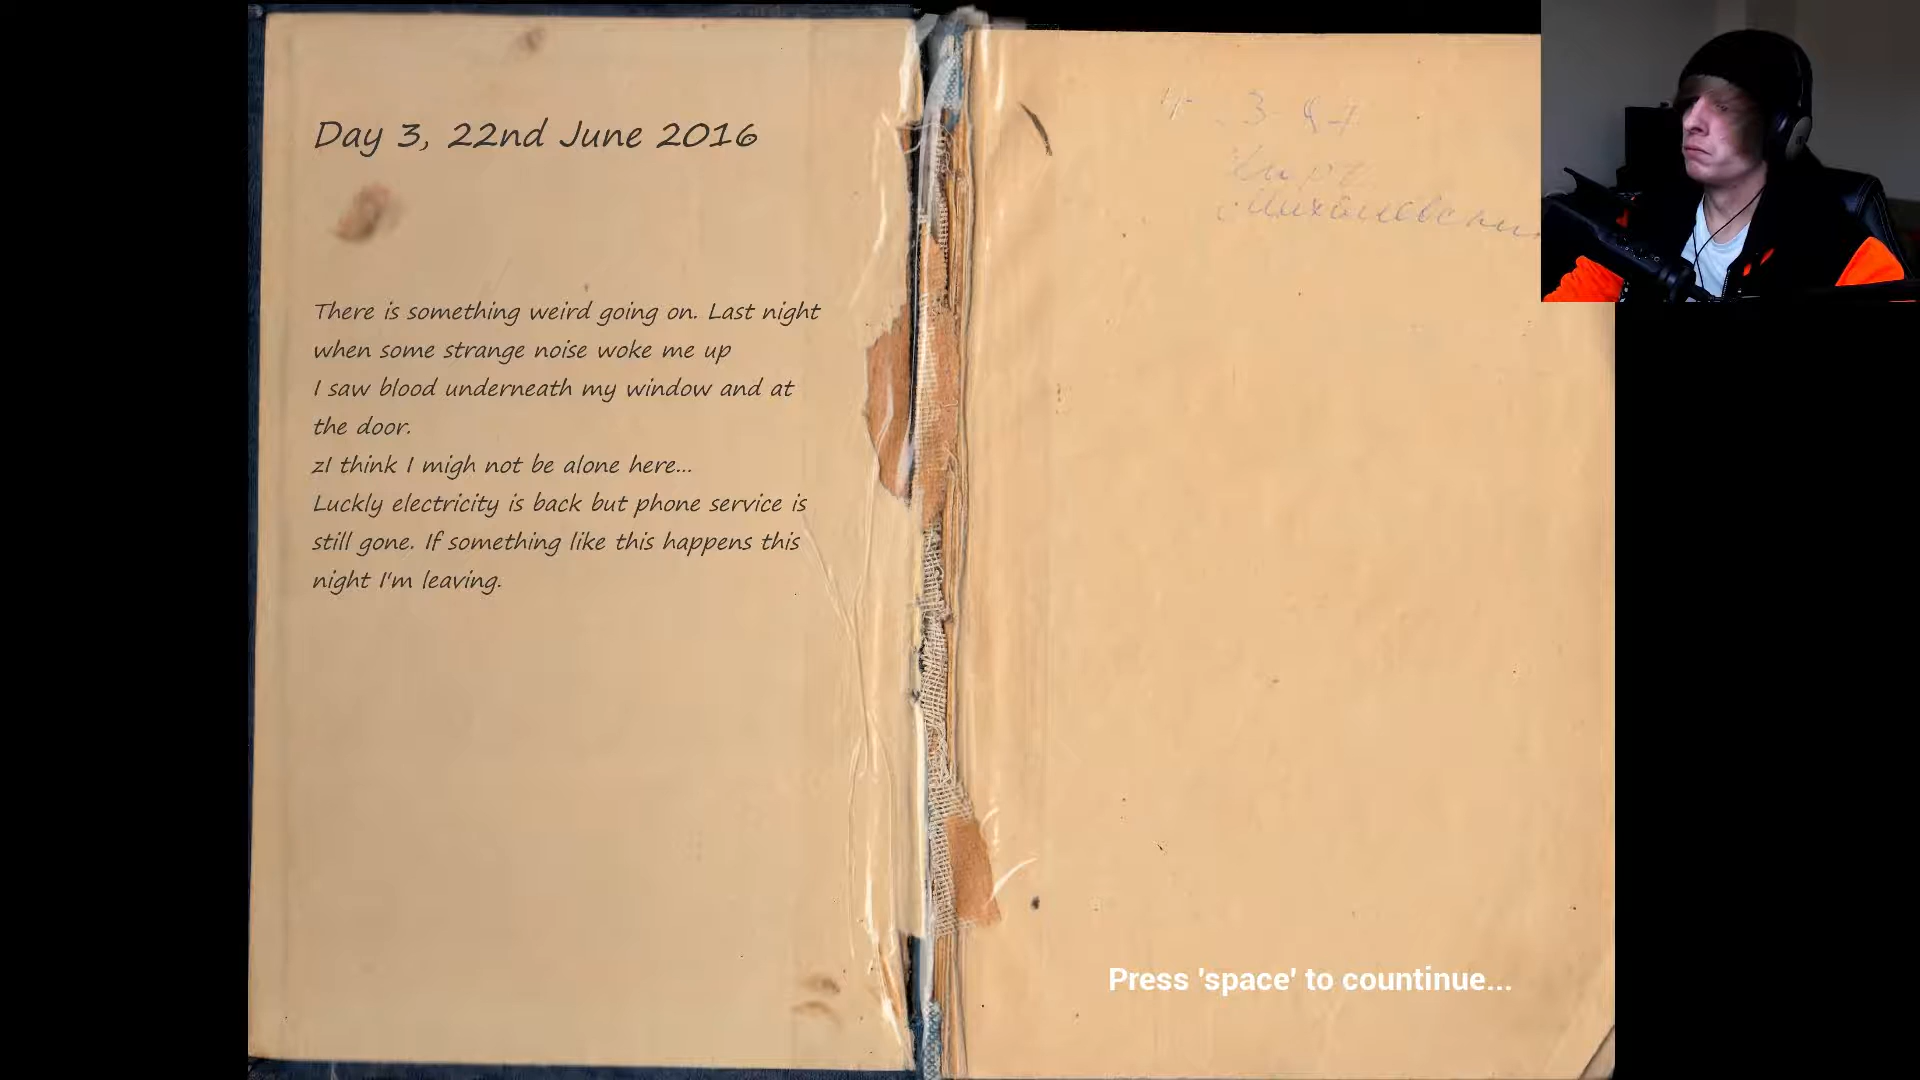 Day 3, 22nd June 2016
There is something weird going on. Last night
when some strange noise woke me up
I saw blood underneath my window and at
the door.
zI think I migh not be alone here...
Luckly electricity is back but phone service is
still gone. If something like this happens this
night I'm leaving.
Press 'space' to countinue...